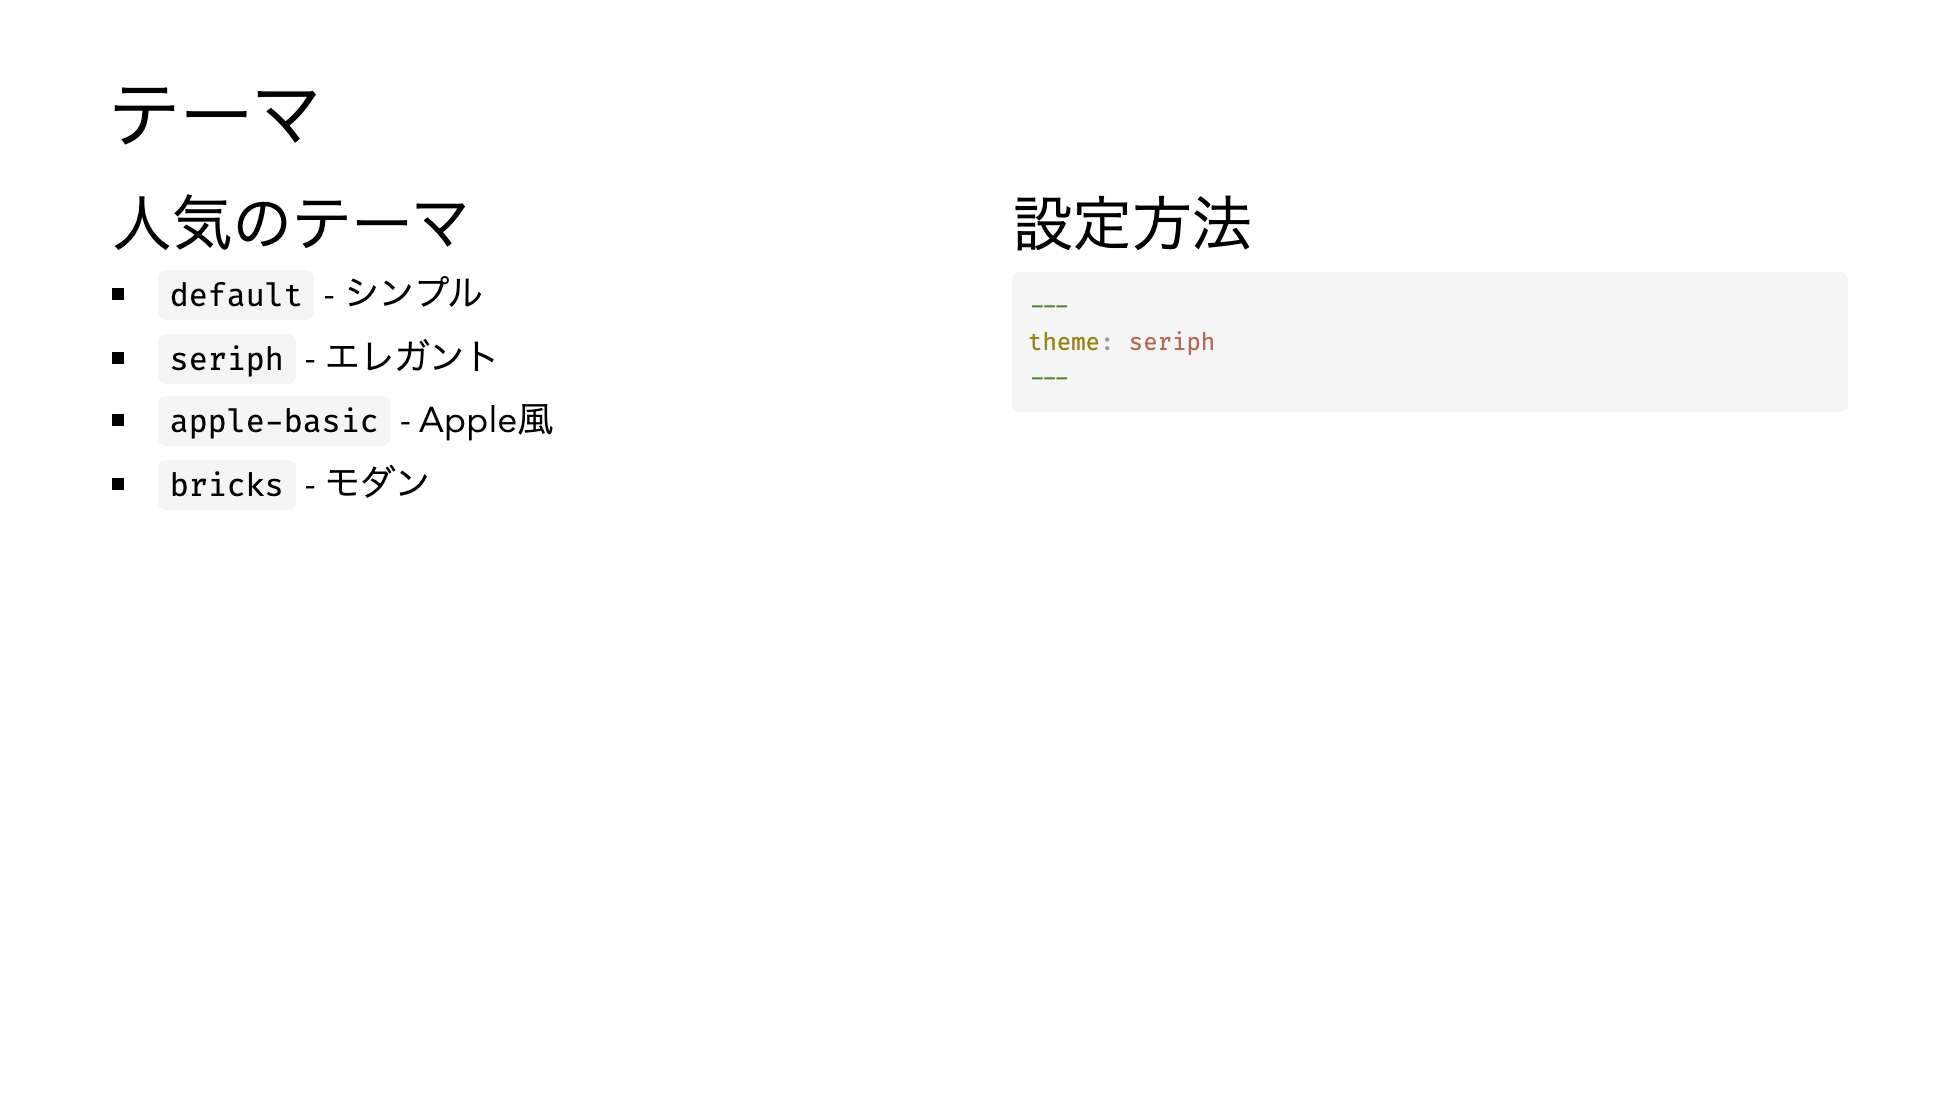 テーマ
人気のテーマ
default - シンプル
seriph - エレガント
apple-basic - Apple風
bricks - モダン
設定方法
---
theme: seriph
---